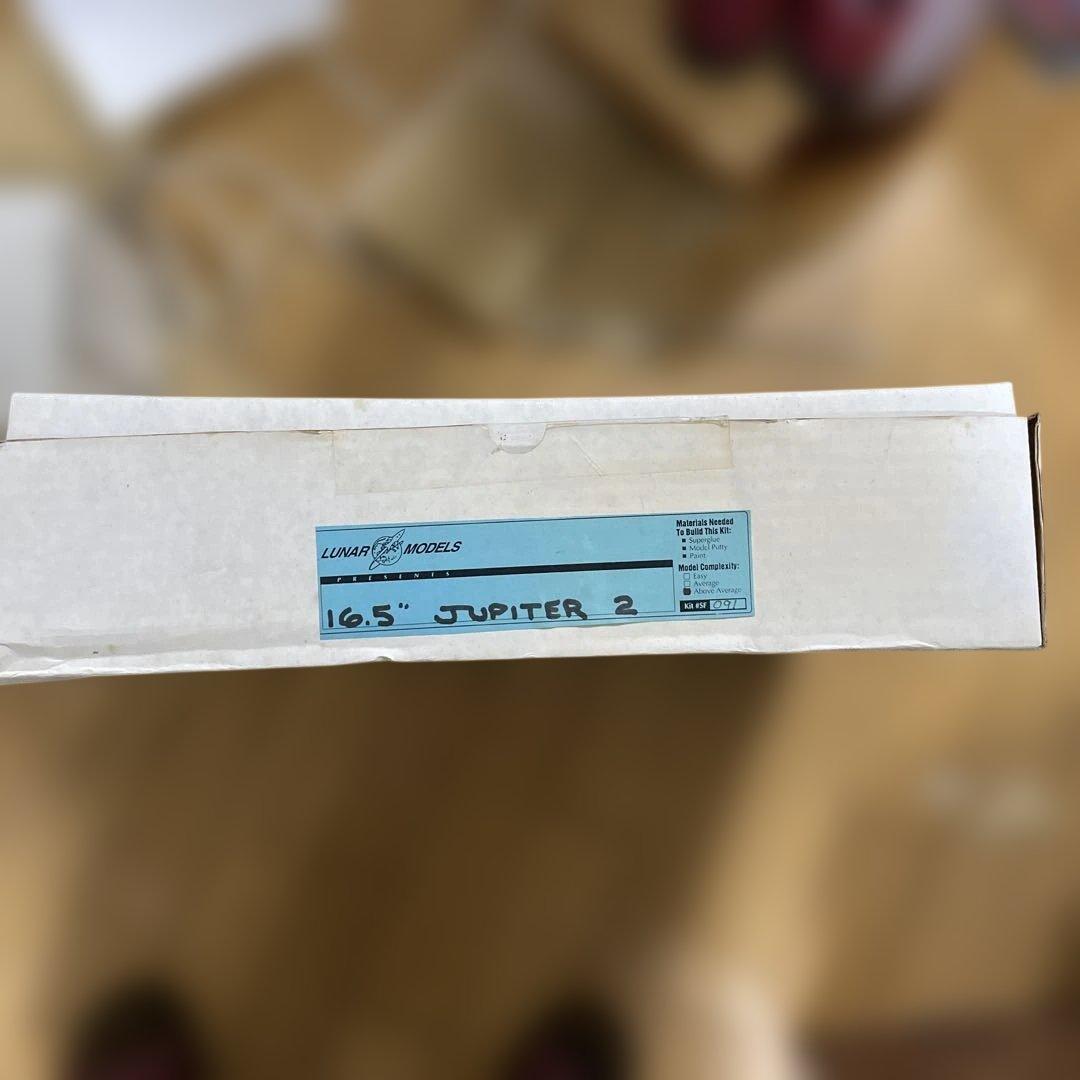 LUNAR MODELS
PRESENTS
16.5" JUPITER 2
Materials Needed
To Build This Kit:
Superglue
Model Putty
Paint
Model Complexity:
Easy
Average
Above Average
Kit #SF 091